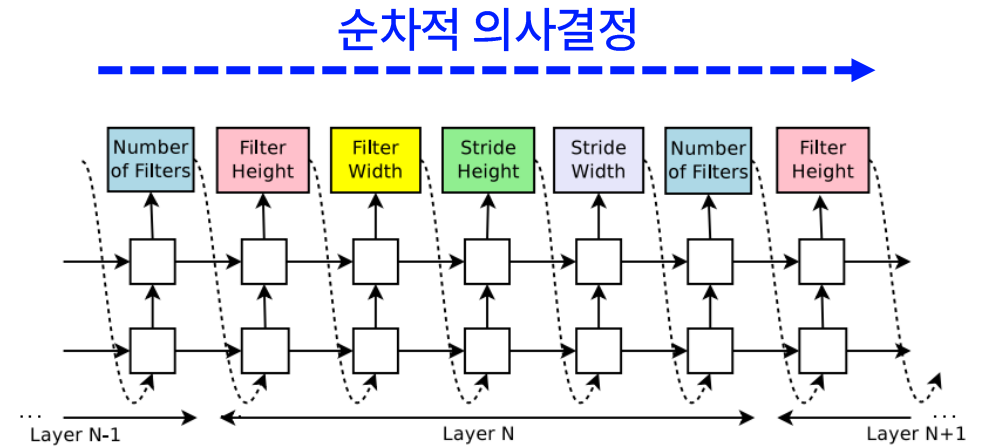 순차적 의사결정
Number
of Filters
Filter
Height
Filter
Width
Stride
Height
Stride
Width
Number
of Filters
Filter
Height
...
Layer N-1
Layer N
...
Layer N+1